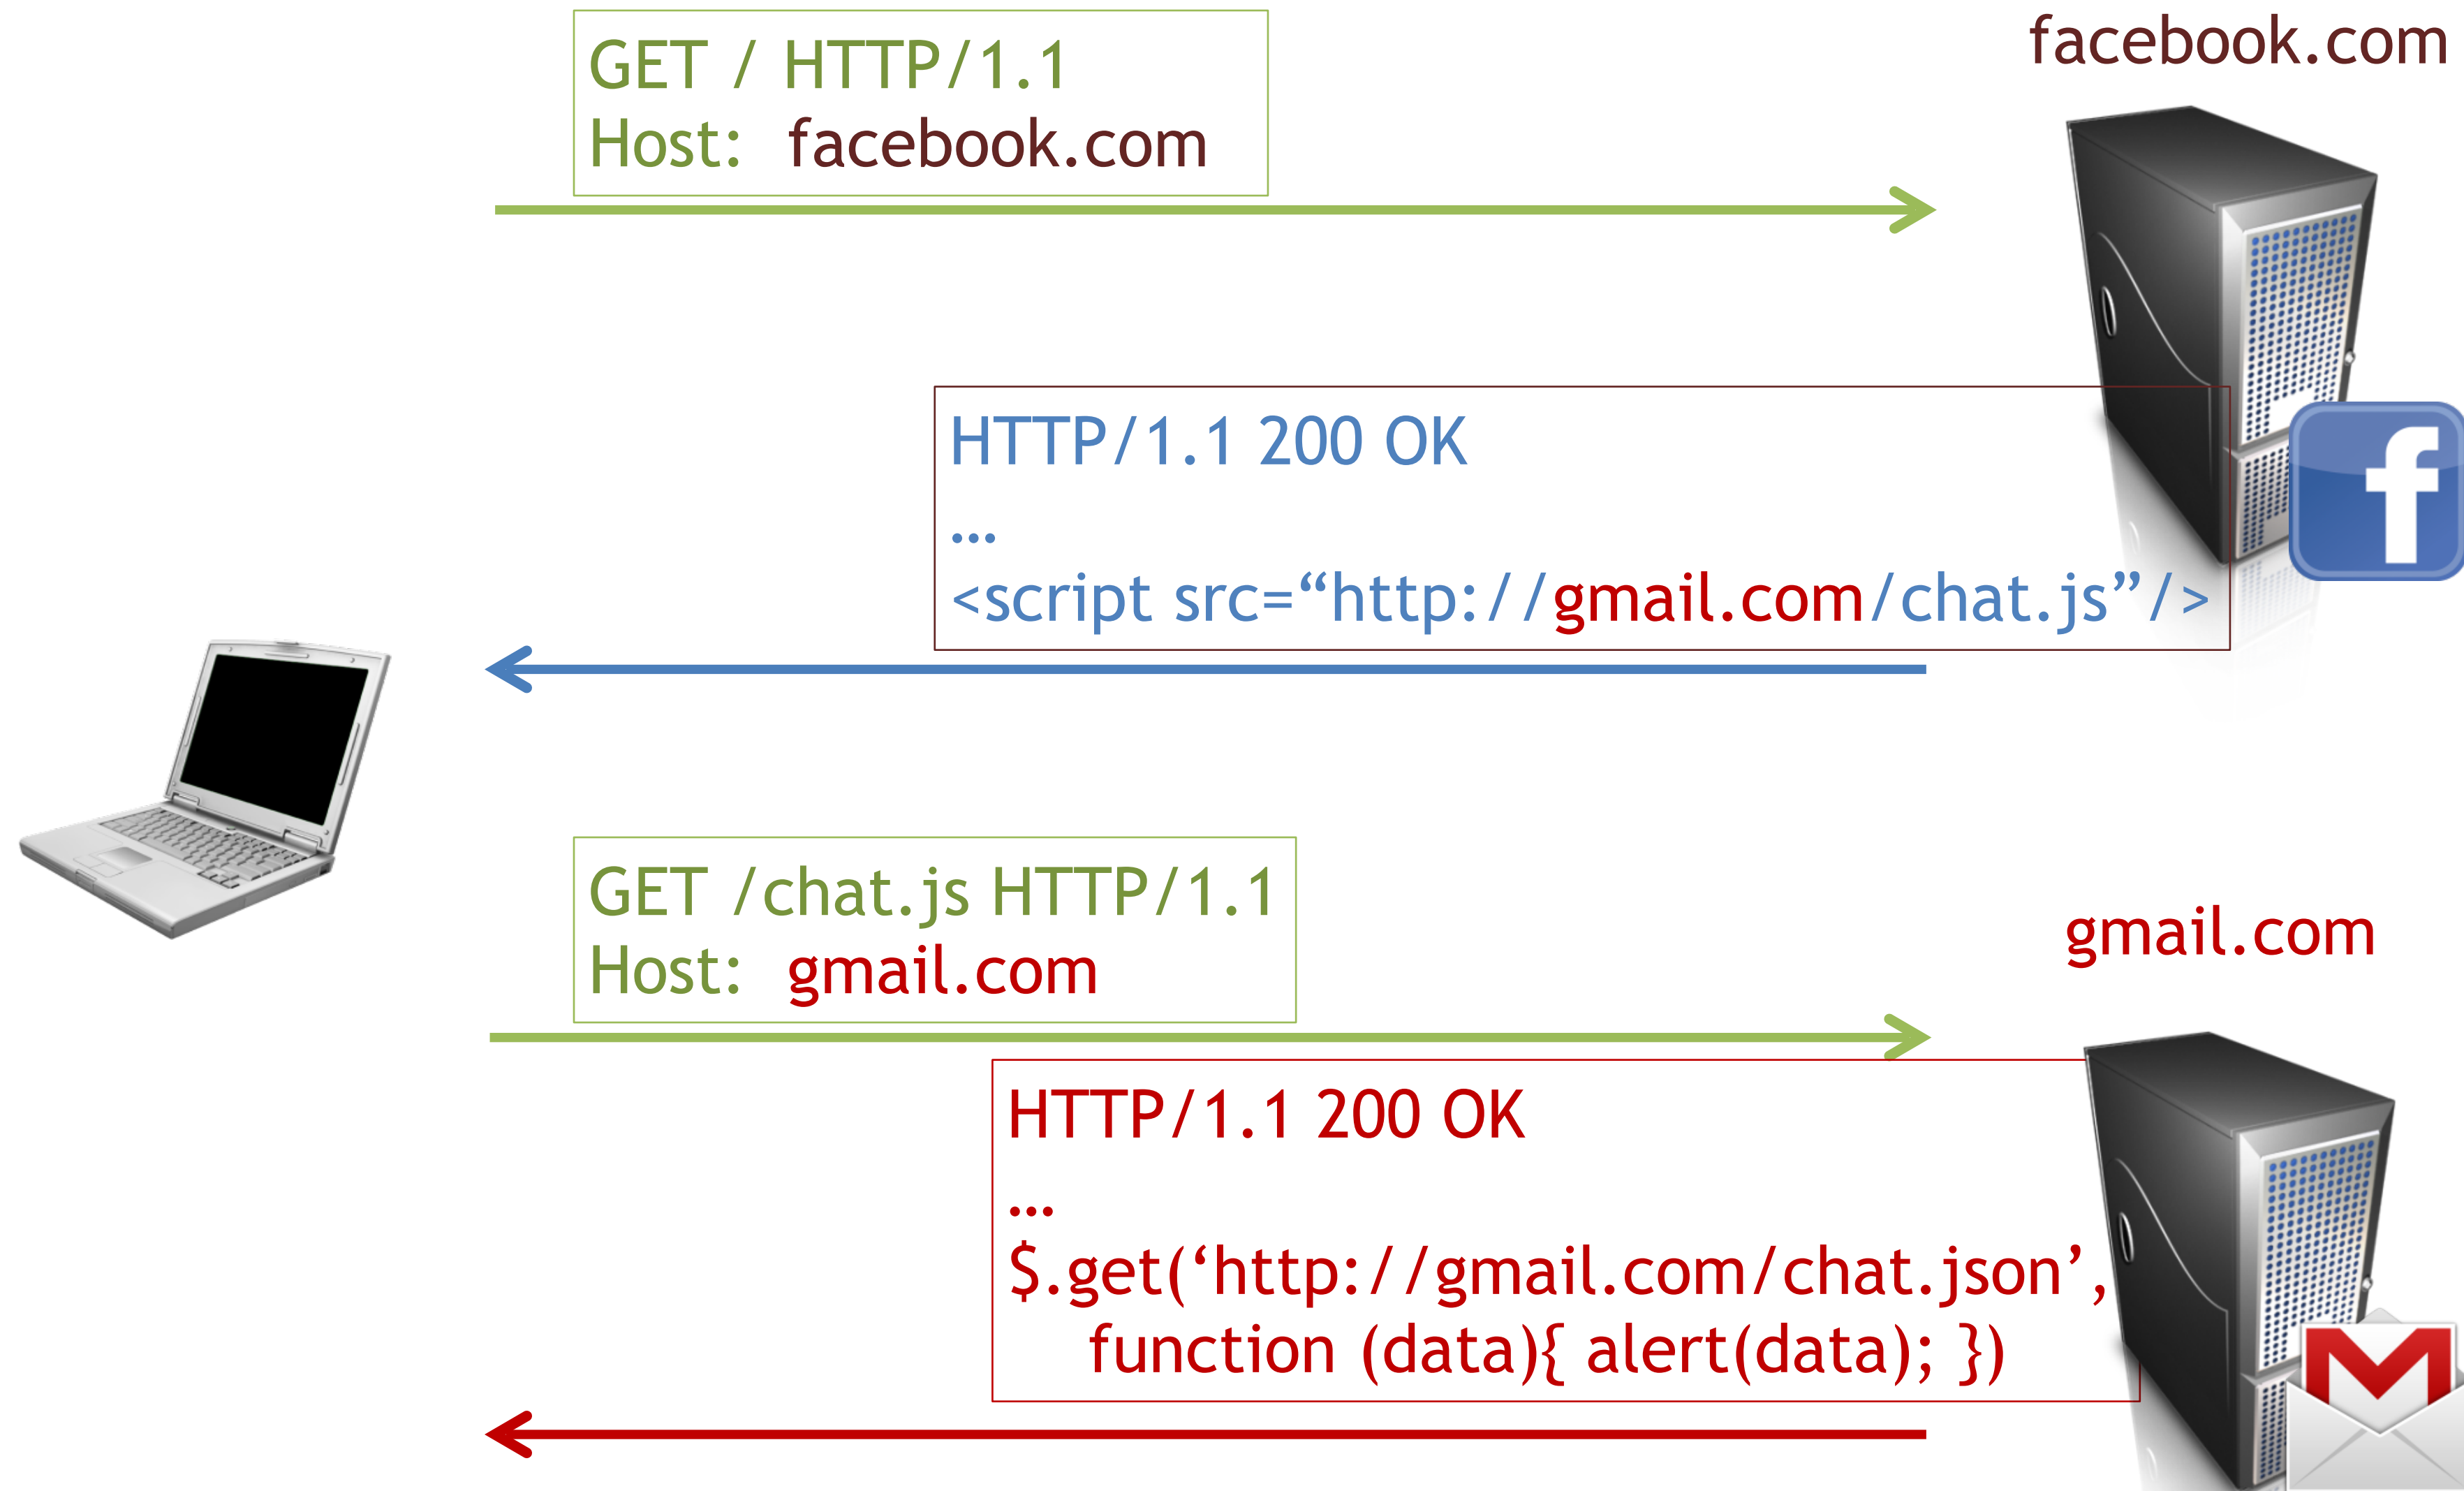 facebook.com
GET / HTTP/1.1
Host: facebook.com
HTTP/1.1 200 OK
...
<script src=“http://gmail.com/chat.js”/>
GET /chat.js HTTP/1.1
Host: gmail.com
gmail.com
HTTP/1.1 200 OK
...
$.get(‘http://gmail.com/chat.json’,
function (data){ alert(data); })